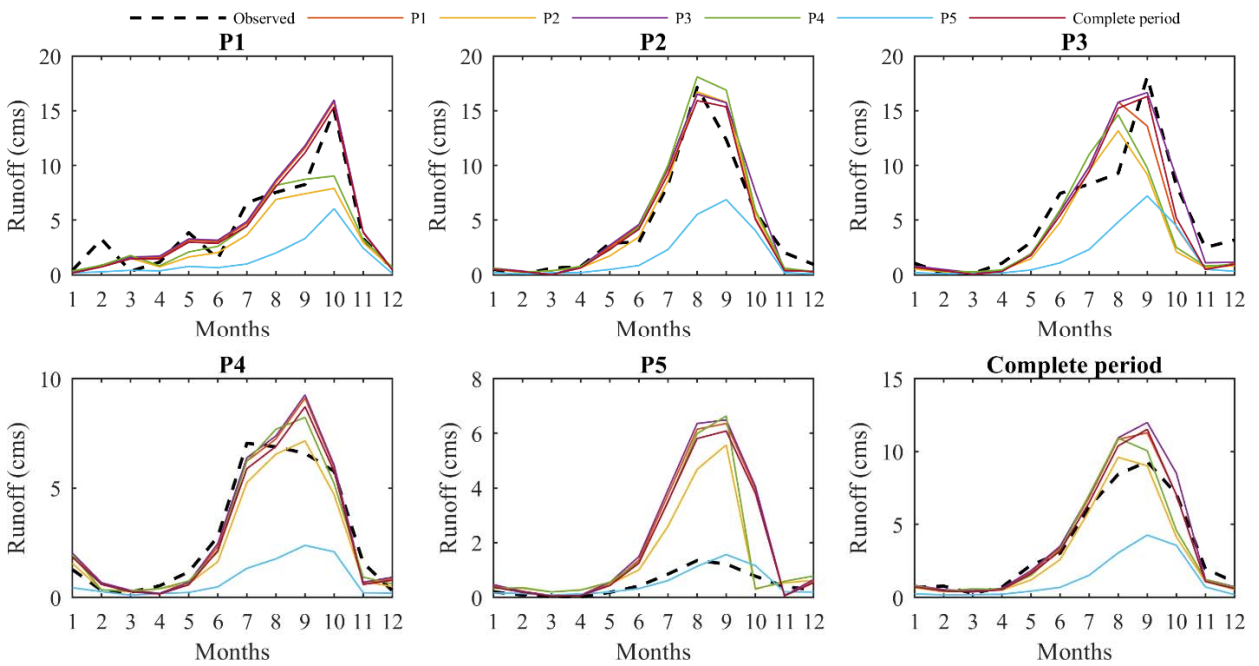 Observed P1 P2 P3 P4 P5 Complete period
P1 P2 P3
20 20 20
15 15 15
10 10 10
5 5 5
0 0 0
Runoff (cms) Runoff (cms) Runoff (cms)
1 2 3 4 5 6 7 8 9 10 11 12 1 2 3 4 5 6 7 8 9 10 11 12 1 2 3 4 5 6 7 8 9 10 11 12
Months Months Months
P4 P5 Complete period
10 8 15
6 10
5 4 5
2
0 0 0
Runoff (cms) Runoff (cms) Runoff (cms)
1 2 3 4 5 6 7 8 9 10 11 12 1 2 3 4 5 6 7 8 9 10 11 12 1 2 3 4 5 6 7 8 9 10 11 12
Months Months Months